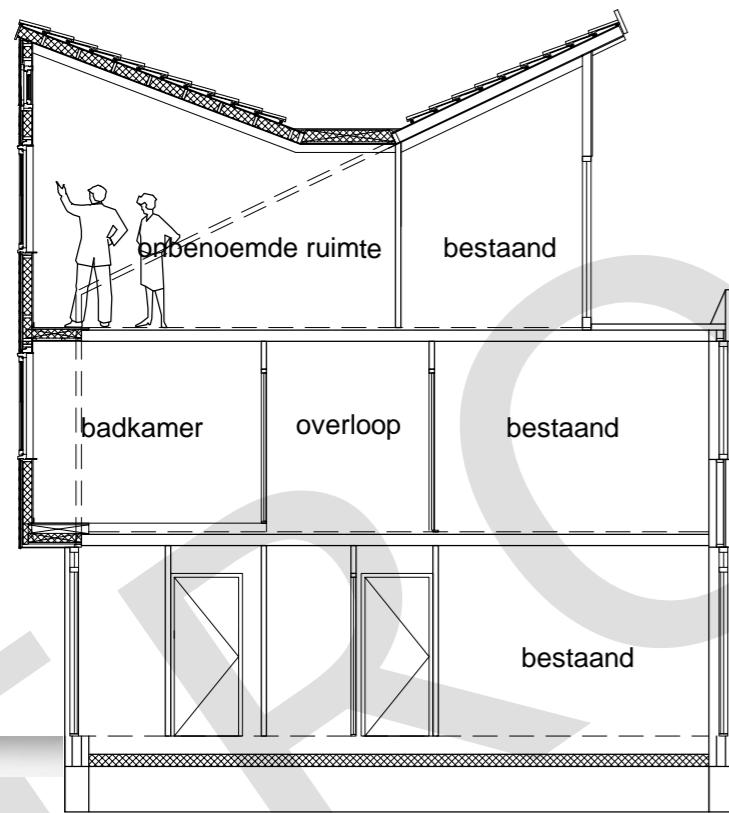 onbenoemde ruimte
bestaand
badkamer
overloop
bestaand
bestaand